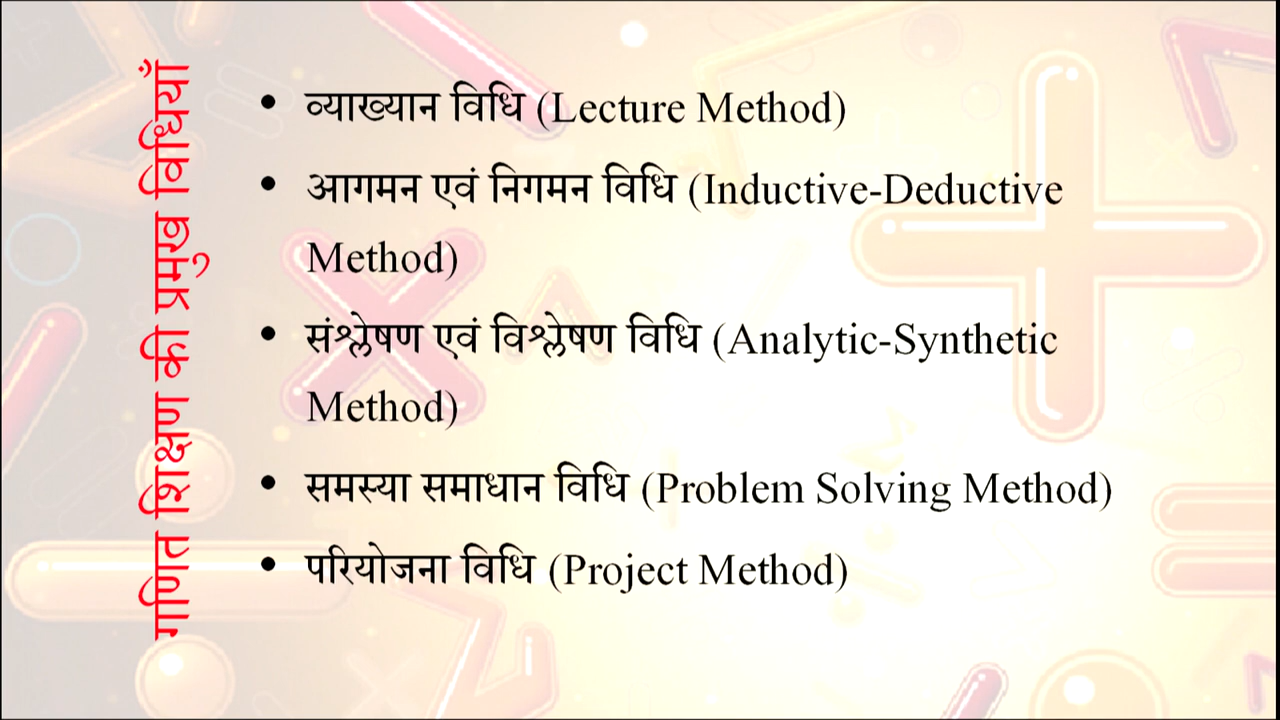 गणित शिक्षण की प्रमुख विधियाँ
• व्याख्यान विधि (Lecture Method)
• आगमन एवं निगमन विधि (Inductive-Deductive
Method)
• संश्लेषण एवं विश्लेषण विधि (Analytic-Synthetic
Method)
• समस्या समाधान विधि (Problem Solving Method)
• परियोजना विधि (Project Method)